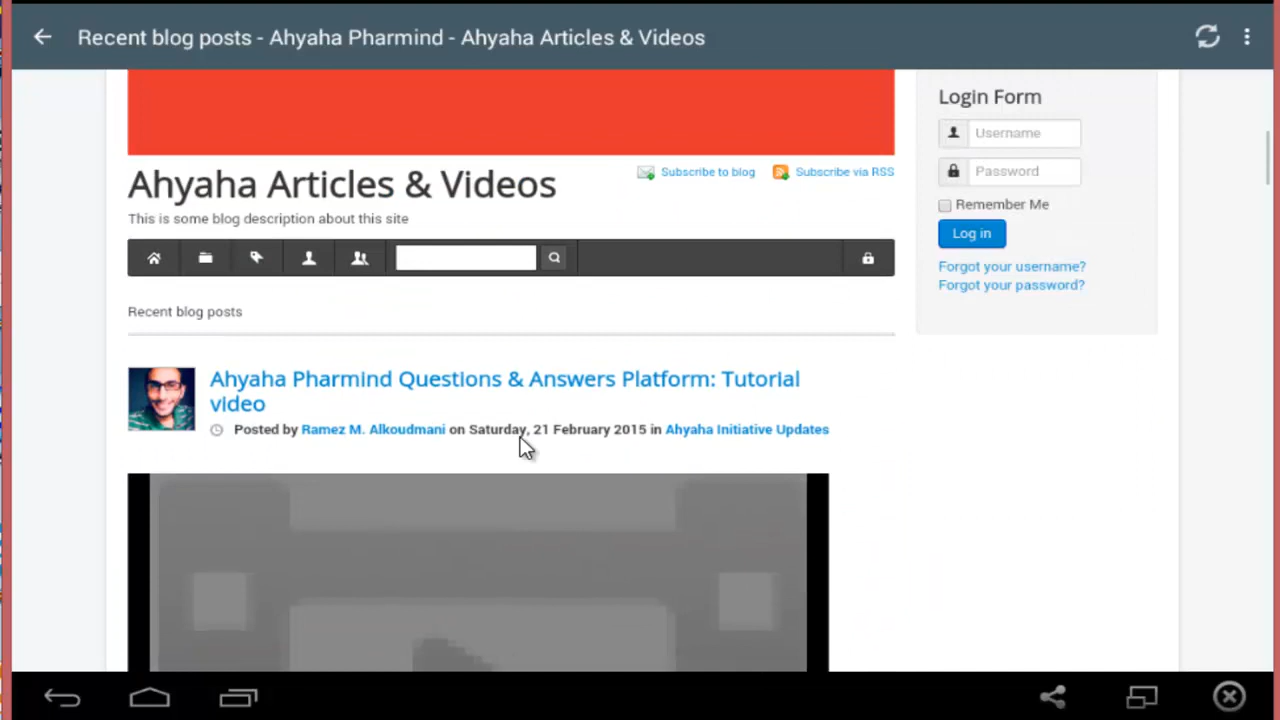 Recent blog posts - Ahyaha Pharmind - Ahyaha Articles & Videos
Login Form
Username
Password
Remember Me
Log in
Forgot your username?
Forgot your password?
Subscribe to blog
Subscribe via RSS
Ahyaha Articles & Videos
This is some blog description about this site
Recent blog posts
Ahyaha Pharmind Questions & Answers Platform: Tutorial
video
Posted by Ramez M. Alkoudmani on Saturday, 21 February 2015 in Ahyaha Initiative Updates